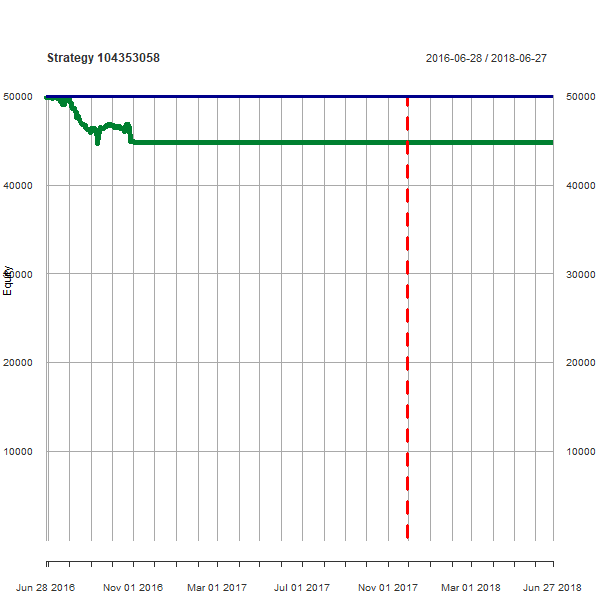 Strategy 104353058 2016-06-28 / 2018-06-27
50000 50000
40000 40000
Equity
30000 30000
20000 20000
10000 10000
Jun 28 2016 Nov 01 2016 Mar 01 2017 Jul 01 2017 Nov 01 2017 Mar 01 2018 Jun 27 2018